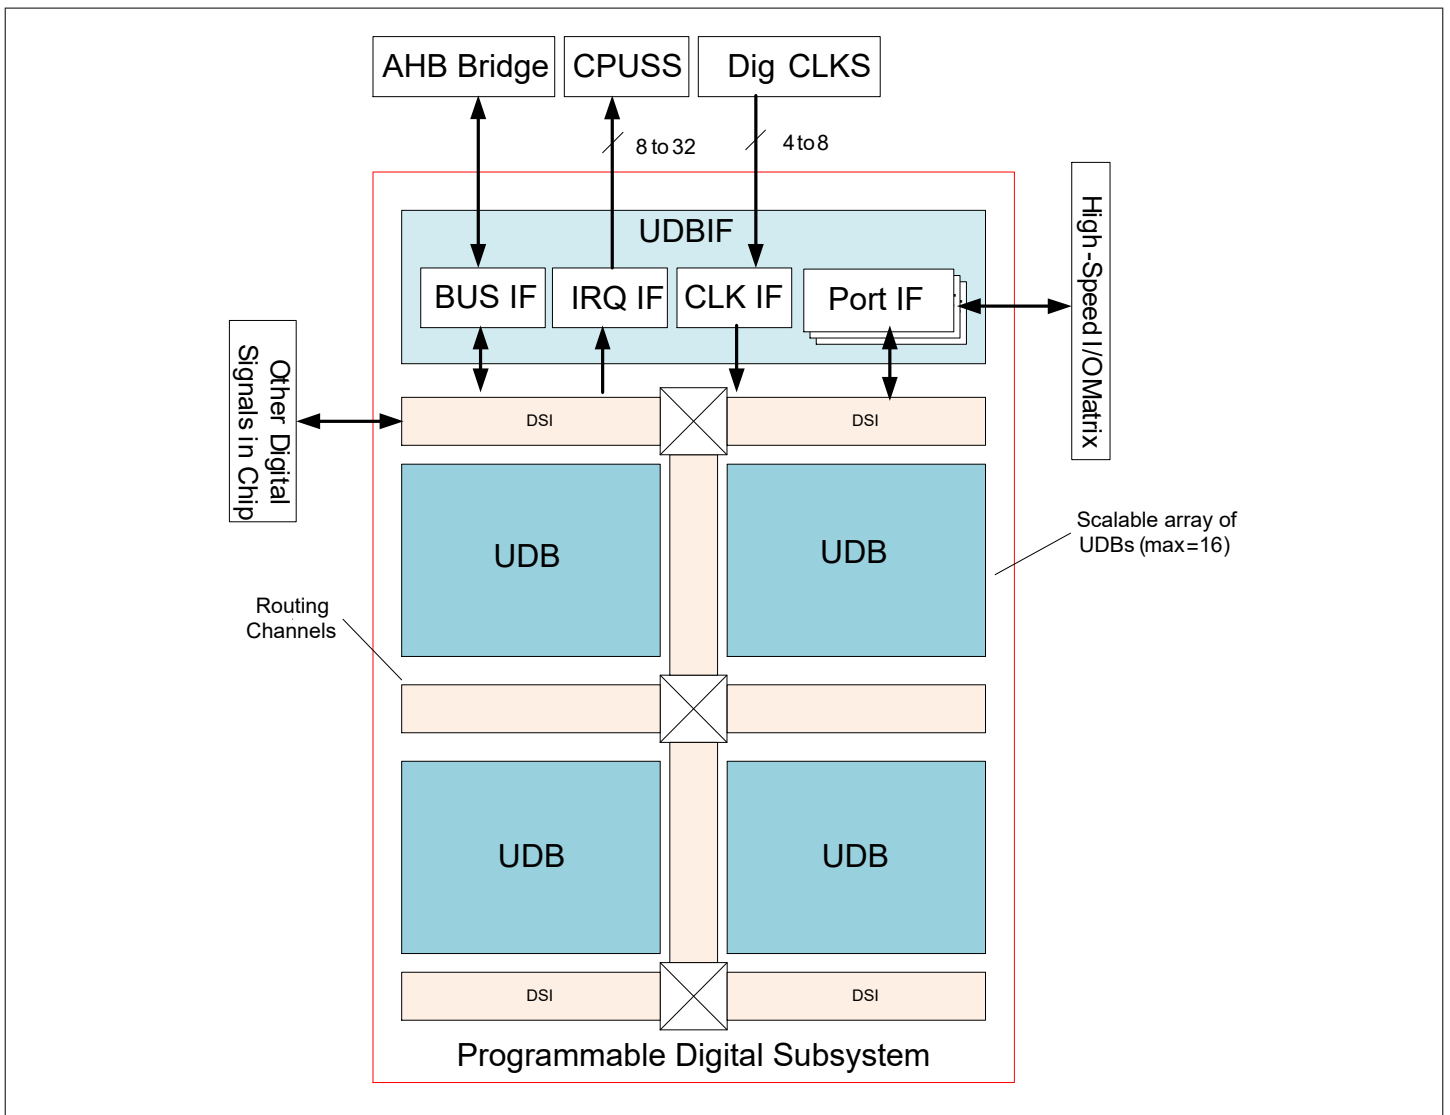 AHB Bridge
CPUSS
Dig CLKS
8 to 32
4 to 8
UDBIF
BUS IF
IRQ IF
CLK IF
Port IF
High-Speed I/OMatrix
Other Digital
Signals in Chip
DSI
DSI
UDB
UDB
Scalable array of
UDBs (max=16)
Routing
Channels
UDB
UDB
DSI
DSI
Programmable Digital Subsystem